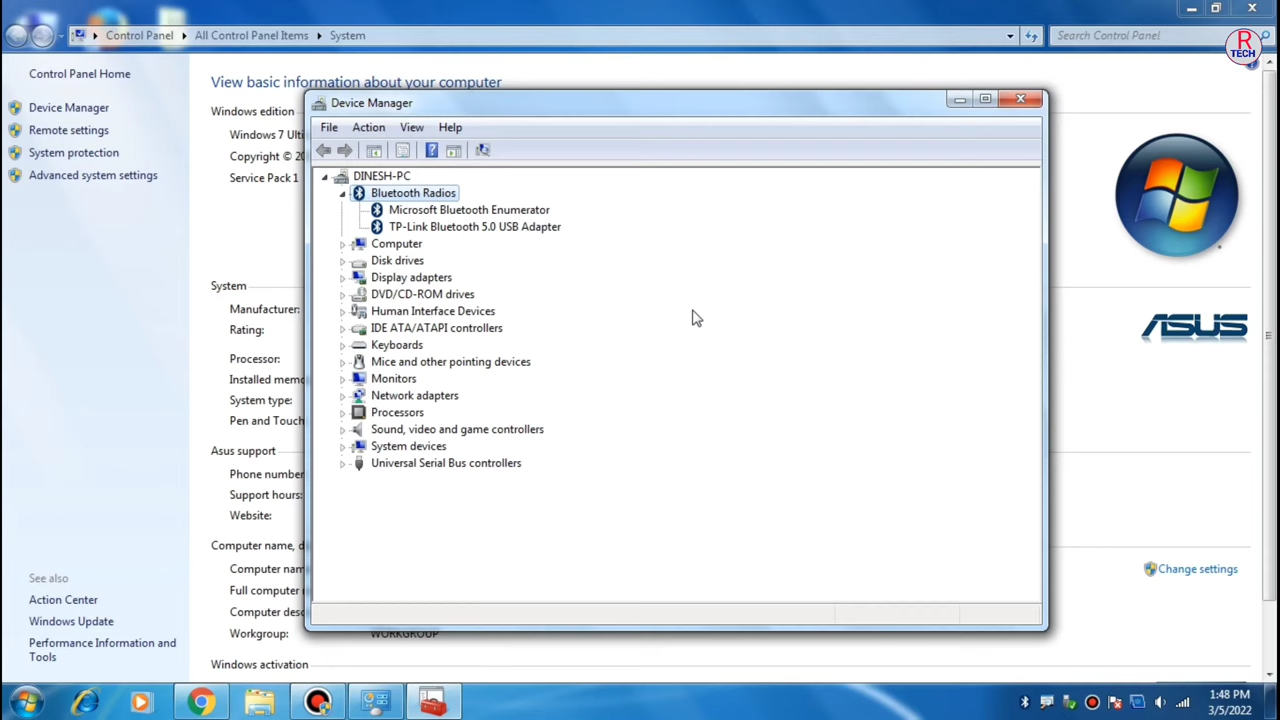 Control Panel
All Control Panel Items
System
Search Control Panel
R
TECH
Control Panel Home
Device Manager
Remote settings
System protection
Advanced system settings
See also
Action Center
Windows Update
Performance Information and
Tools
View basic information about your computer
Windows edition
Windows 7 Ulti
Copyright © 20
Service Pack 1
System
Manufacturer:
Rating:
Processor:
Installed memo
System type:
Pen and Touch
ASUS
Asus support
Phone number
Support hours:
Website:
Computer name, d
Computer nam
Full computer
Computer desc
Workgroup:
WORKGROUP
Change settings
Windows activation
Device Manager
File Action View Help
DINESH-PC
Bluetooth Radios
Microsoft Bluetooth Enumerator
TP-Link Bluetooth 5.0 USB Adapter
Computer
Disk drives
Display adapters
DVD/CD-ROM drives
Human Interface Devices
IDE ATA/ATAPI controllers
Keyboards
Mice and other pointing devices
Monitors
Network adapters
Processors
Sound, video and game controllers
System devices
Universal Serial Bus controllers
1:48 PM
3/5/2022